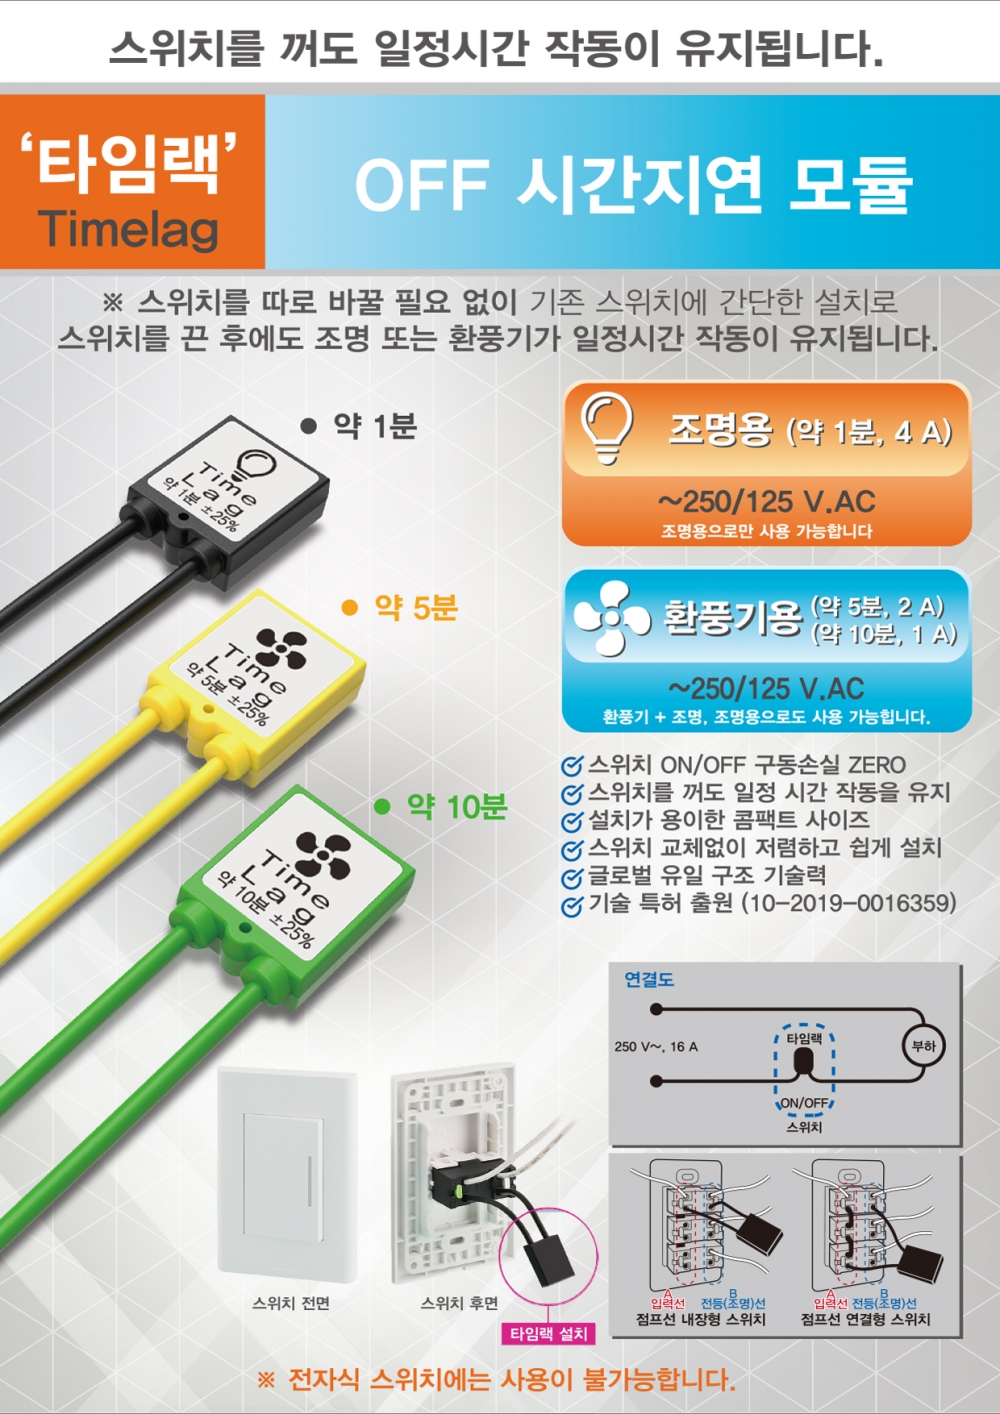 스위치를 꺼도 일정시간 작동이 유지됩니다.
‘타임랙’
Timelag
OFF 시간지연 모듈
※ 스위치를 따로 바꿀 필요 없이 기존 스위치에 간단한 설치로
스위치를 끈 후에도 조명 또는 환풍기가 일정시간 작동이 유지됩니다.
● 약 1분
Time
Lag
약 1분 ±25%
● 약 5분
Time
Lag
약 5분 ±25%
● 약 10분
Time
Lag
약 10분 ±25%
조명용 (약 1분, 4 A)
~250/125 V.AC
조명용으로만 사용 가능합니다
환풍기용 (약 5분, 2 A)
(약 10분, 1 A)
~250/125 V.AC
환풍기 + 조명, 조명용으로도 사용 가능힙니다.
스위치 ON/OFF 구동손실 ZERO
스위치를 꺼도 일정 시간 작동을 유지
설치가 용이한 콤팩트 사이즈
스위치 교체없이 저렴하고 쉽게 설치
글로벌 유일 구조 기술력
기술 특허 출원 (10-2019-0016359)
연결도
250 V~, 16 A
타임랙
부하
ON/OFF
스위치
스위치 전면
스위치 후면
타임랙 설치
A
입력선
B
전등(조명)선
점프선 내장형 스위치
A
입력선
B
전등(조명)선
점프선 연결형 스위치
※ 전자식 스위치에는 사용이 불가능합니다.